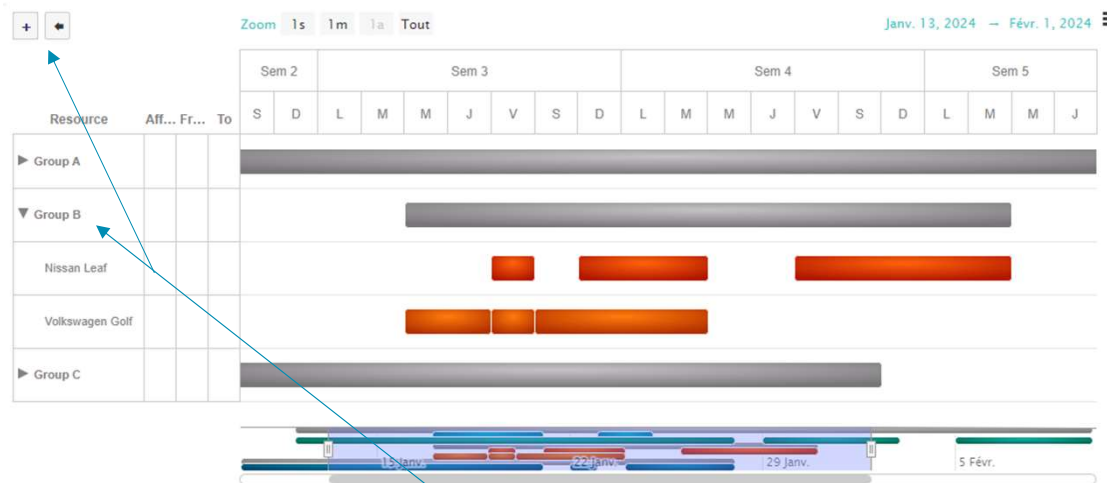 +
Zoom 1s 1m 1a Tout
Janv. 13, 2024 → Févr. 1, 2024
Sem 2 Sem 3 Sem 4 Sem 5
Resource Aff... Fr... To S D L M M J V S D L M M J V S D L M M J
Group A
Group B
Nissan Leaf
Volkswagen Golf
Group C
15 Janv. 22 Janv. 29 Janv. 5 Févr.